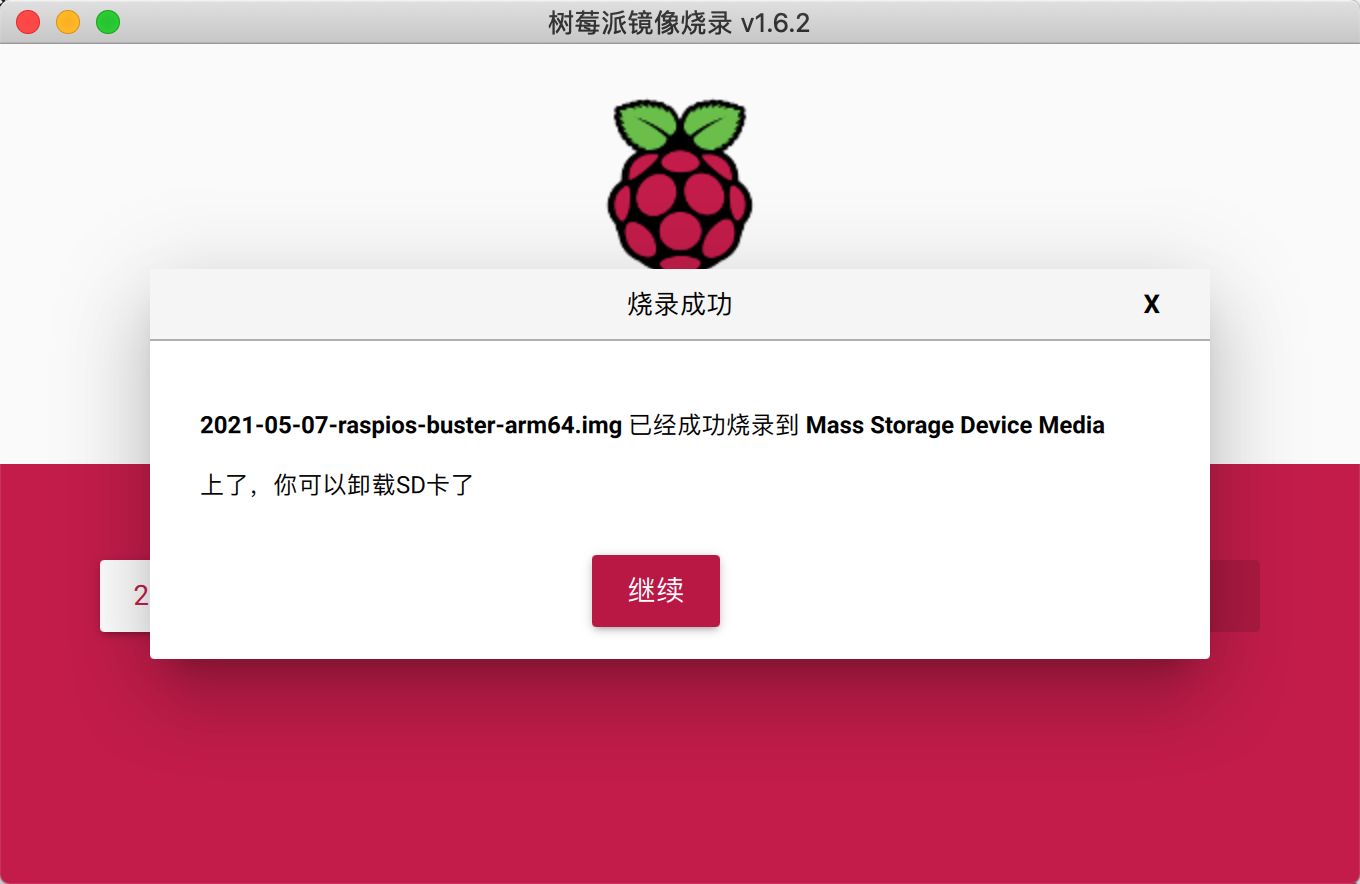 树莓派镜像烧录 v1.6.2
烧录成功
X
2021-05-07-raspios-buster-arm64.img 已经成功烧录到 Mass Storage Device Media
上了，你可以卸载SD卡了
继续
2